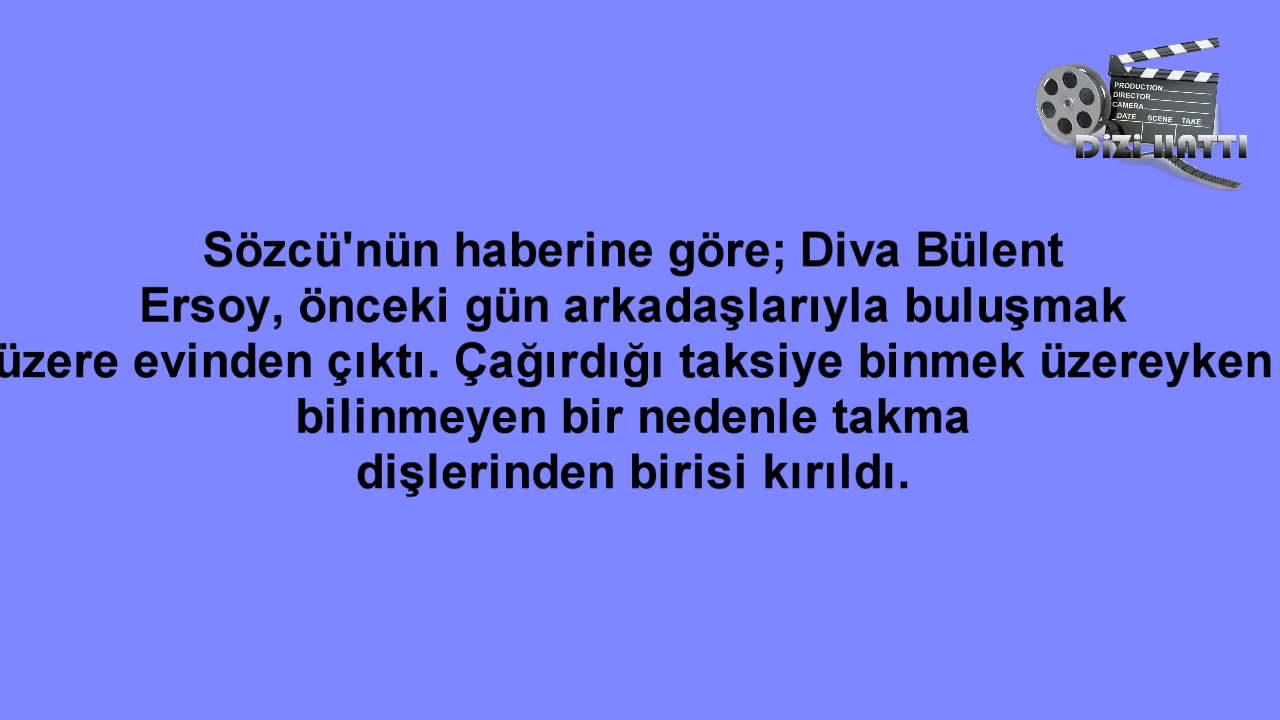 PRODUCTION
DIRECTOR
CAMERA
DATE SCENE TAKE
DİZİ HATTI
Sözcü'nün haberine göre; Diva Bülent
Ersoy, önceki gün arkadaşlarıyla buluşmak
üzere evinden çıktı. Çağırdığı taksiye binmek üzereyken
bilinmeyen bir nedenle takma
dişlerinden birisi kırıldı.